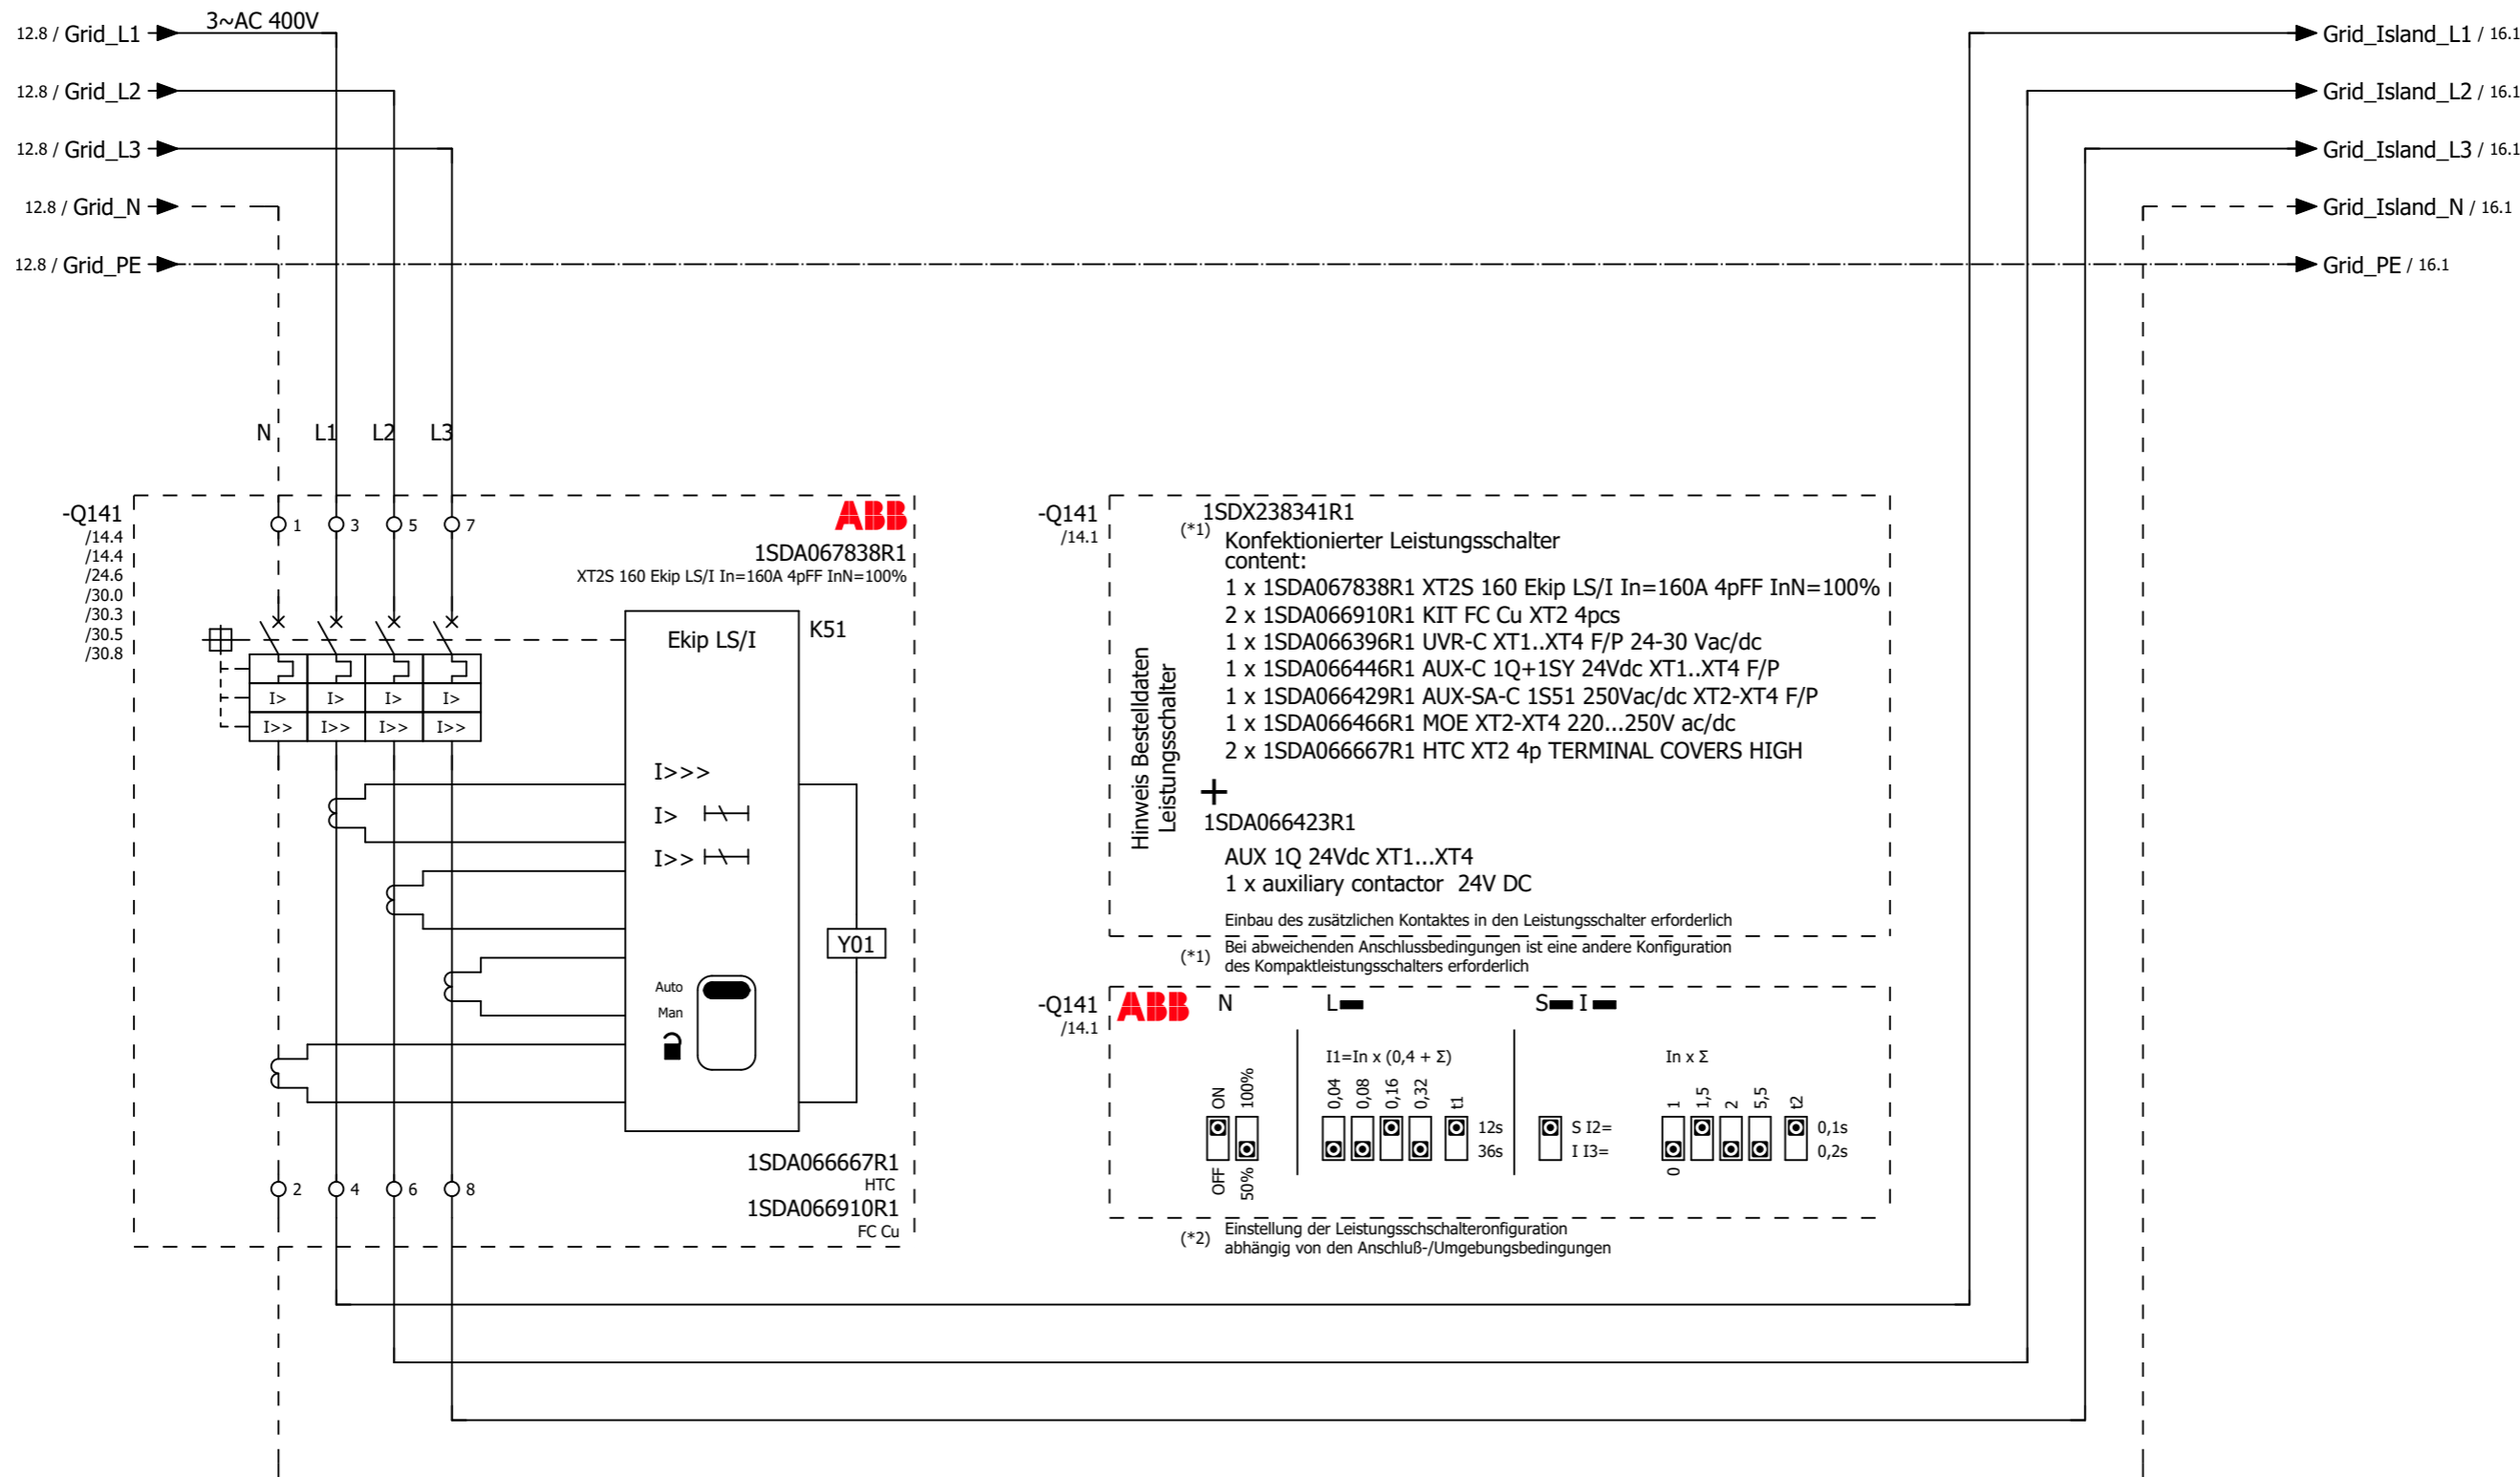 3~AC 400V
12.8 / Grid_L1
12.8 / Grid_L2
12.8 / Grid_L3
12.8 / Grid_N
12.8 / Grid_PE
Grid_Island_L1 / 16.1
Grid_Island_L2 / 16.1
Grid_Island_L3 / 16.1
Grid_Island_N / 16.1
Grid_PE / 16.1
N L1 L2 L3
-Q141
/14.4
/14.4
/24.6
/30.0
/30.3
/30.5
/30.8
1 3 5 7
ABB
1SDA067838R1
XT2S 160 Ekip LS/I In=160A 4pFF InN=100%
Ekip LS/I
K51
I> I> I> I>
I>> I>> I>> I>>
I>>>
I>
I>>
Y01
Auto
Man
1SDA066667R1
HTC
1SDA066910R1
FC Cu
2 4 6 8
-Q141
/14.1
Hinweis Bestelldaten
Leistungsschalter
1SDX238341R1
(*1) Konfektionierter Leistungsschalter
content:
1 x 1SDA067838R1 XT2S 160 Ekip LS/I In=160A 4pFF InN=100%
2 x 1SDA066910R1 KIT FC Cu XT2 4pcs
1 x 1SDA066396R1 UVR-C XT1..XT4 F/P 24-30 Vac/dc
1 x 1SDA066446R1 AUX-C 1Q+1SY 24Vdc XT1..XT4 F/P
1 x 1SDA066429R1 AUX-SA-C 1S51 250Vac/dc XT2-XT4 F/P
1 x 1SDA066466R1 MOE XT2-XT4 220...250V ac/dc
2 x 1SDA066667R1 HTC XT2 4p TERMINAL COVERS HIGH
+
1SDA066423R1
AUX 1Q 24Vdc XT1...XT4
1 x auxiliary contactor 24V DC
Einbau des zusätzlichen Kontaktes in den Leistungsschalter erforderlich
(*1) Bei abweichenden Anschlussbedingungen ist eine andere Konfiguration
des Kompaktleistungsschalters erforderlich
-Q141
/14.1
ABB N L S I
I1=In x (0,4 + Σ) In x Σ
ON 100% 0,04 0,08 0,16 0,32 t1 1 1,5 2 5,5 t2
12s S I2= 0,1s
36s I I3= 0,2s
OFF 50% 0
(*2) Einstellung der Leistungsschschalteronfiguration
abhängig von den Anschluß-/Umgebungsbedingungen